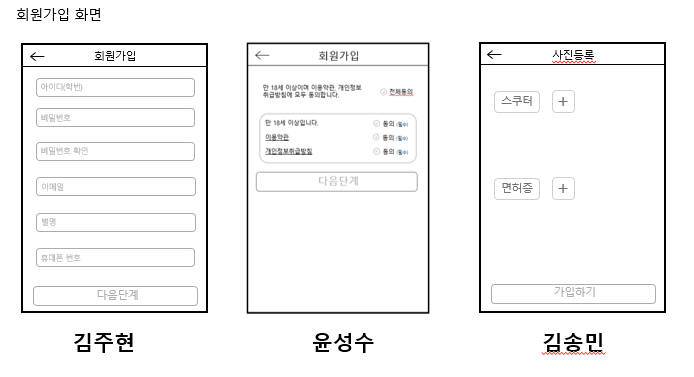 회원가입 화면
회원가입
아이디(학번)
비밀번호
비밀번호 확인
이메일
별명
휴대폰 번호
다음단계
김주현
회원가입
만 18세 이상이며 이용약관, 개인정보
취급방침에 모두 동의합니다.
전체동의
만 18세 이상입니다.
동의 (필수)
이용약관
동의 (필수)
개인정보취급방침
동의 (필수)
다음단계
윤성수
사진등록
스쿠터 +
면허증 +
가입하기
김송민